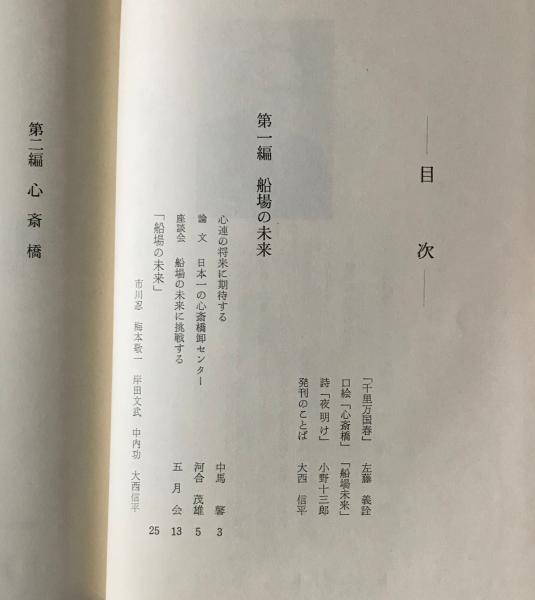 目次
「千里万国春」 左藤義詮
口絵「心斎橋」「船場未来」
詩「夜明け」 小野十三郎
発刊のことば 大西信平
第一編 船場の未来
心連の将来に期待する 中馬馨 3
論文 日本一の心斎橋卸センター 河合茂雄 5
座談会 船場の未来に挑戦する 五月会 13
「船場の未来」 25
市川忍 梅本敬一 岸田文武 中内功 大西信平
第二編 心斎橋